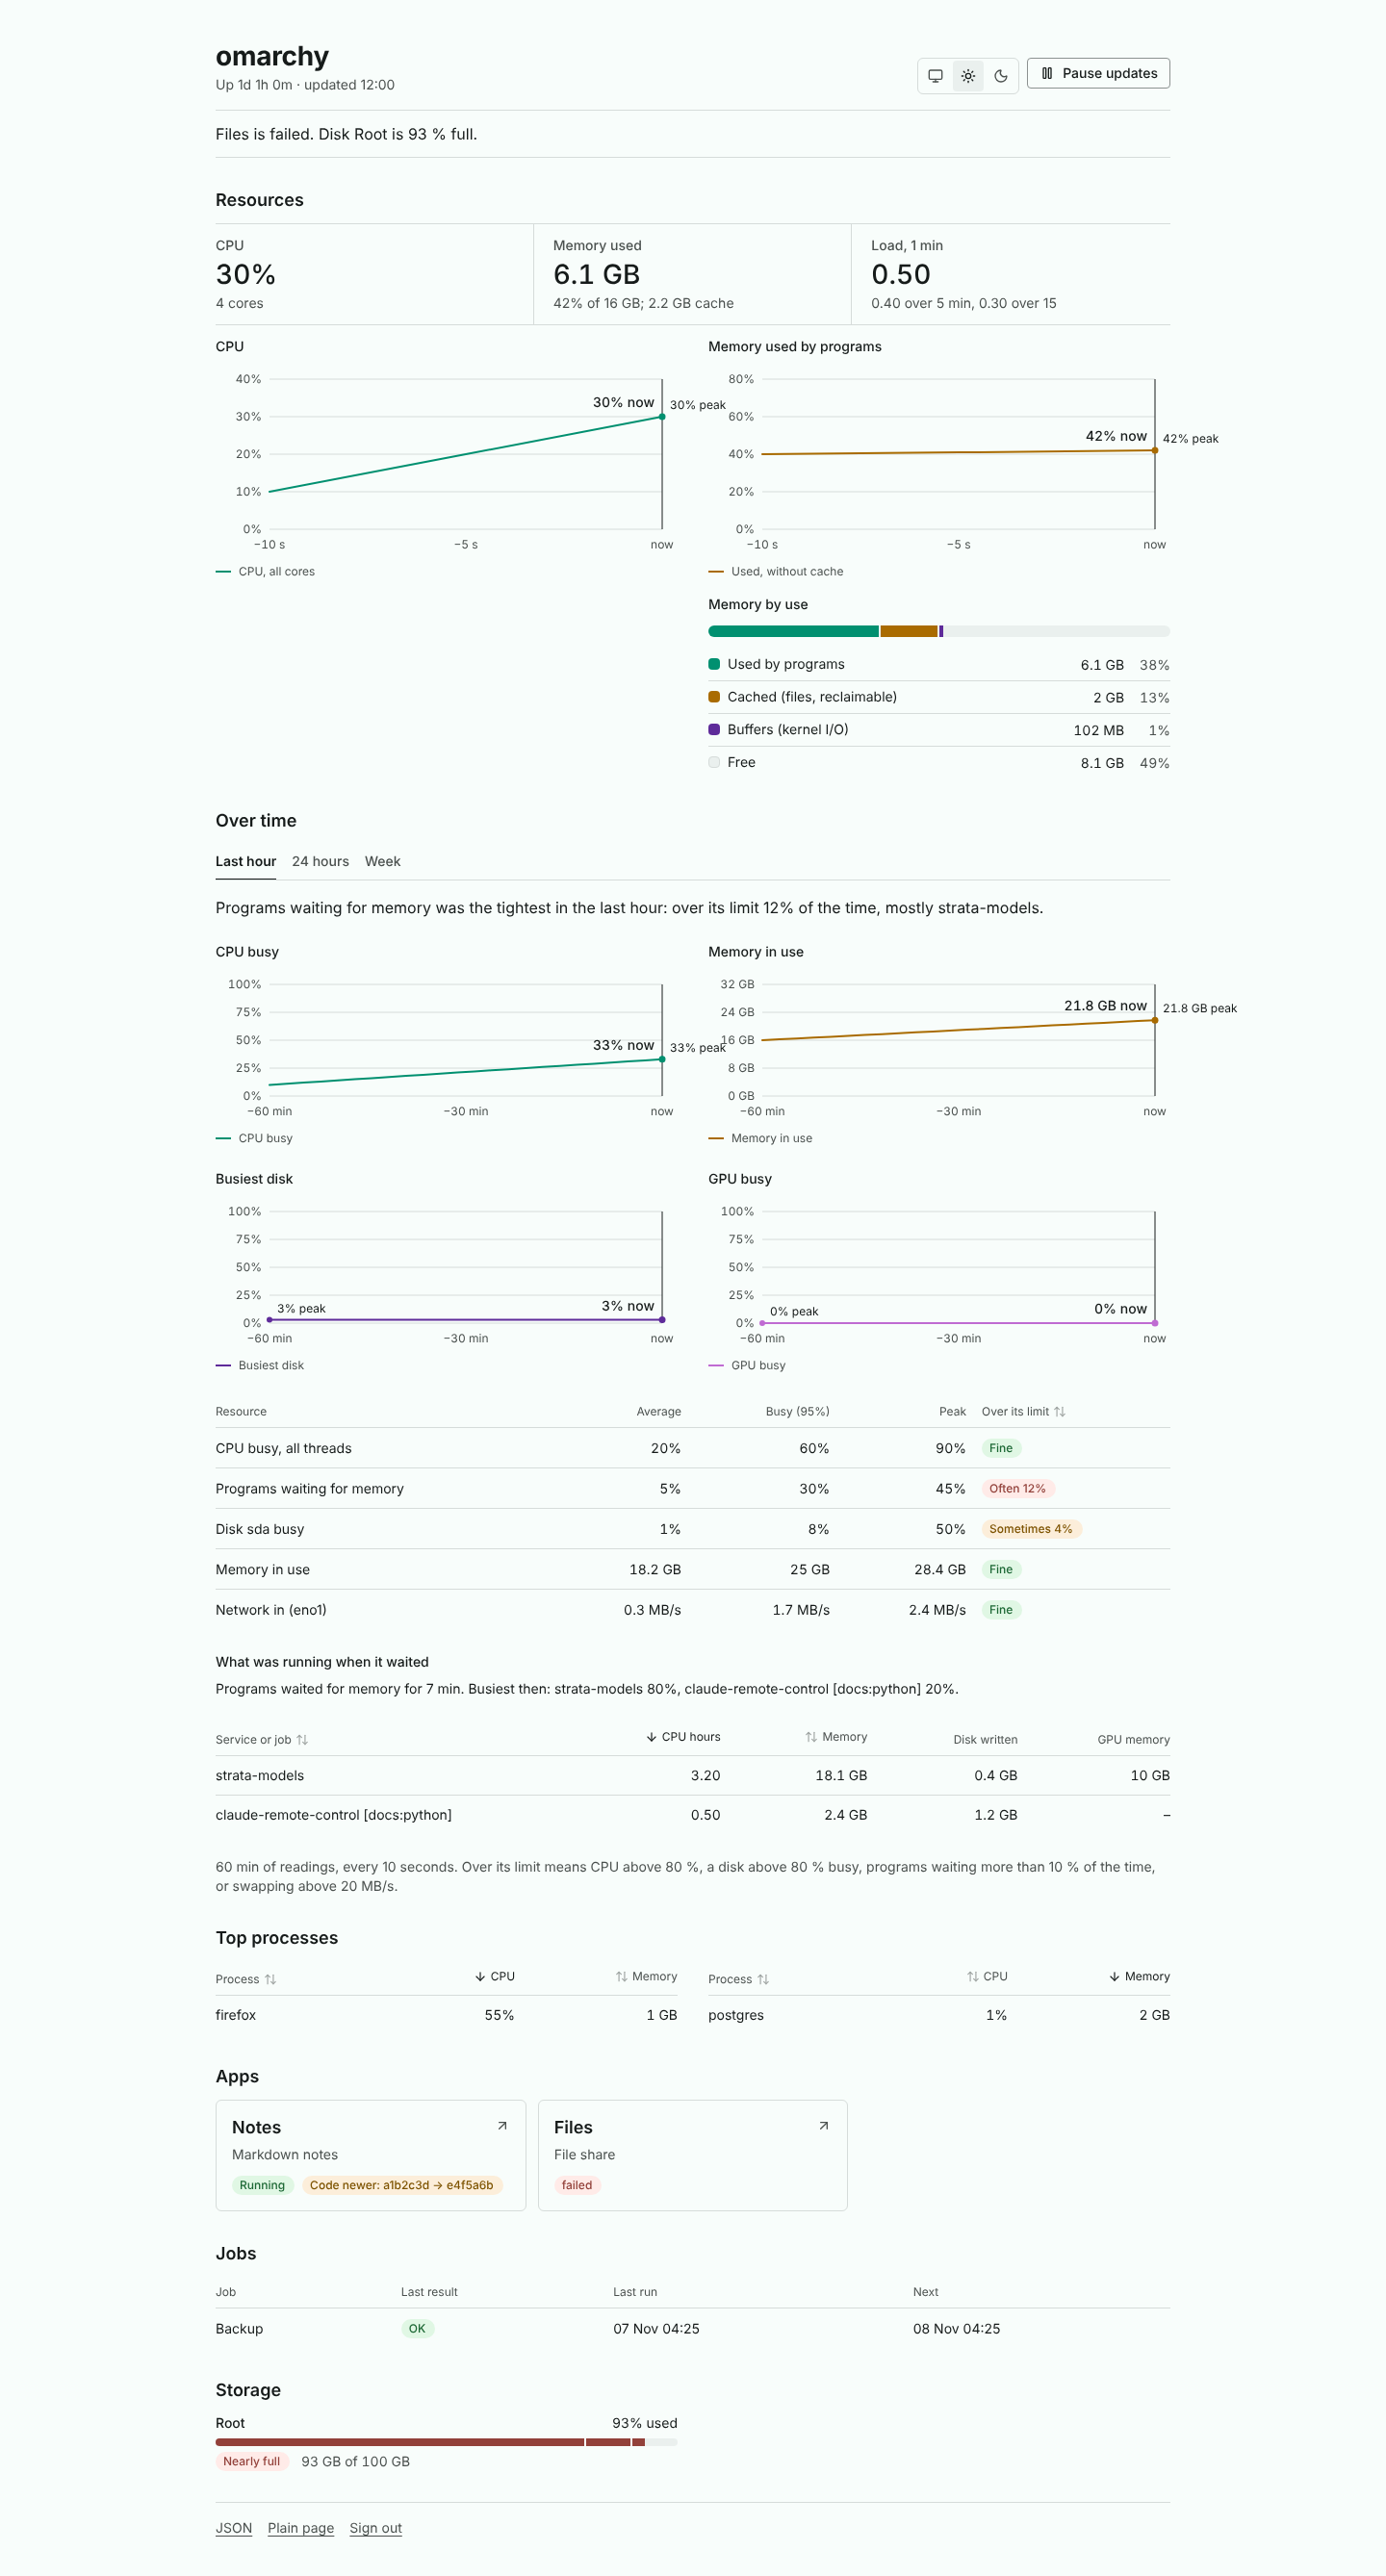 omarchy
Up 1d 1h 0m · updated 12:00
Pause updates
Files is failed. Disk Root is 93 % full.
Resources
CPU
30%
4 cores
Memory used
6.1 GB
42% of 16 GB; 2.2 GB cache
Load, 1 min
0.50
0.40 over 5 min, 0.30 over 15
CPU
40%
30%
20%
10%
0%
30% now
30% peak
−10 s
−5 s
now
CPU, all cores
Memory used by programs
80%
60%
40%
20%
0%
42% now
42% peak
−10 s
−5 s
now
Used, without cache
Memory by use
Used by programs 6.1 GB 38%
Cached (files, reclaimable) 2 GB 13%
Buffers (kernel I/O) 102 MB 1%
Free 8.1 GB 49%
Over time
Last hour 24 hours Week
Programs waiting for memory was the tightest in the last hour: over its limit 12% of the time, mostly strata-models.
CPU busy
100%
75%
50%
25%
0%
33% now
33% peak
−60 min
−30 min
now
CPU busy
Memory in use
32 GB
24 GB
16 GB
8 GB
0 GB
21.8 GB now
21.8 GB peak
−60 min
−30 min
now
Memory in use
Busiest disk
100%
75%
50%
25%
0%
3% peak
3% now
−60 min
−30 min
now
Busiest disk
GPU busy
100%
75%
50%
25%
0%
0% peak
0% now
−60 min
−30 min
now
GPU busy
Resource Average Busy (95%) Peak Over its limit
CPU busy, all threads 20% 60% 90% Fine
Programs waiting for memory 5% 30% 45% Often 12%
Disk sda busy 1% 8% 50% Sometimes 4%
Memory in use 18.2 GB 25 GB 28.4 GB Fine
Network in (eno1) 0.3 MB/s 1.7 MB/s 2.4 MB/s Fine
What was running when it waited
Programs waited for memory for 7 min. Busiest then: strata-models 80%, claude-remote-control [docs:python] 20%.
Service or job CPU hours Memory Disk written GPU memory
strata-models 3.20 18.1 GB 0.4 GB 10 GB
claude-remote-control [docs:python] 0.50 2.4 GB 1.2 GB –
60 min of readings, every 10 seconds. Over its limit means CPU above 80 %, a disk above 80 % busy, programs waiting more than 10 % of the time,
or swapping above 20 MB/s.
Top processes
Process CPU Memory
firefox 55% 1 GB
Process CPU Memory
postgres 1% 2 GB
Apps
Notes
Markdown notes
Running Code newer: a1b2c3d → e4f5a6b
Files
File share
failed
Jobs
Job Last result Last run Next
Backup OK 07 Nov 04:25 08 Nov 04:25
Storage
Root 93% used
Nearly full 93 GB of 100 GB
JSON Plain page Sign out